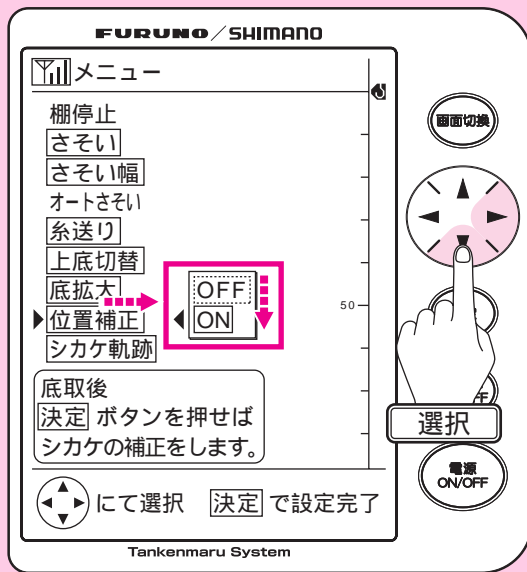 FURUNO/SHIMANO
メニュー
棚停止
さそい
さそい幅
オートさそい
糸送り
上底切替
底拡大
位置補正
シカケ軌跡
OFF
ON
50
底取後
決定 ボタンを押せば
シカケの補正をします。
にて選択 決定 で設定完了
Tankenmaru System
画面切換
選択
電源
ON/OFF